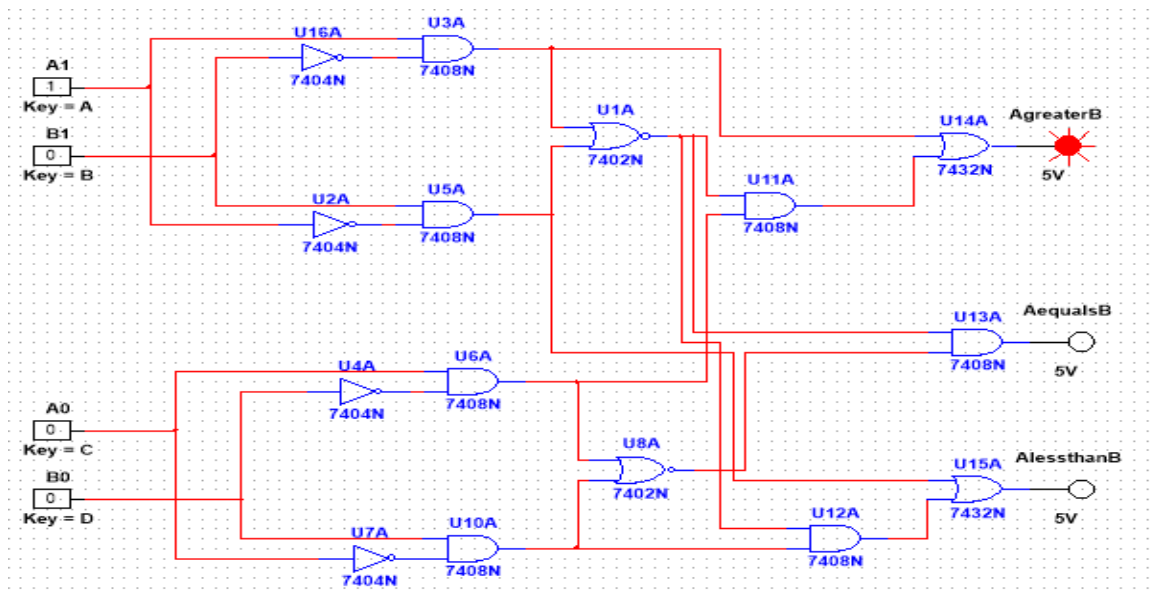 U16A
7404N
U3A
7408N
A1
1
Key = A
B1
0
Key = B
U2A
7404N
U5A
7408N
U1A
7402N
U11A
7408N
U14A
7432N
AgreaterB
5V
U13A
7408N
AequalsB
5V
U4A
7404N
U6A
7408N
A0
0
Key = C
B0
0
Key = D
U7A
7404N
U10A
7408N
U8A
7402N
U12A
7408N
U15A
7432N
AlessthanB
5V